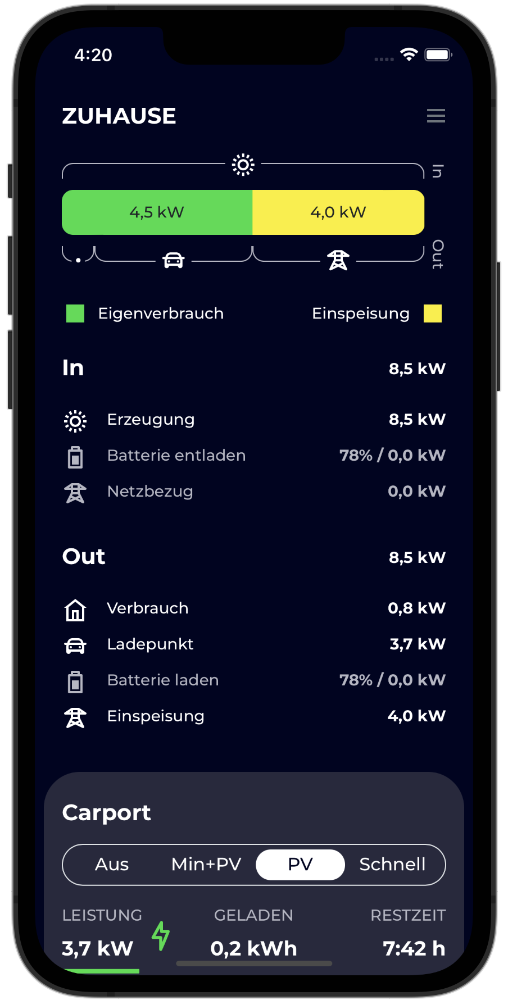 4:20
ZUHAUSE
In
4,5 kW 4,0 kW
Out
Eigenverbrauch Einspeisung
In 8,5 kW
Erzeugung 8,5 kW
Batterie entladen 78% / 0,0 kW
Netzbezug 0,0 kW
Out 8,5 kW
Verbrauch 0,8 kW
Ladepunkt 3,7 kW
Batterie laden 78% / 0,0 kW
Einspeisung 4,0 kW
Carport
Aus Min+PV PV Schnell
LEISTUNG GELADEN RESTZEIT
3,7 kW 0,2 kWh 7:42 h